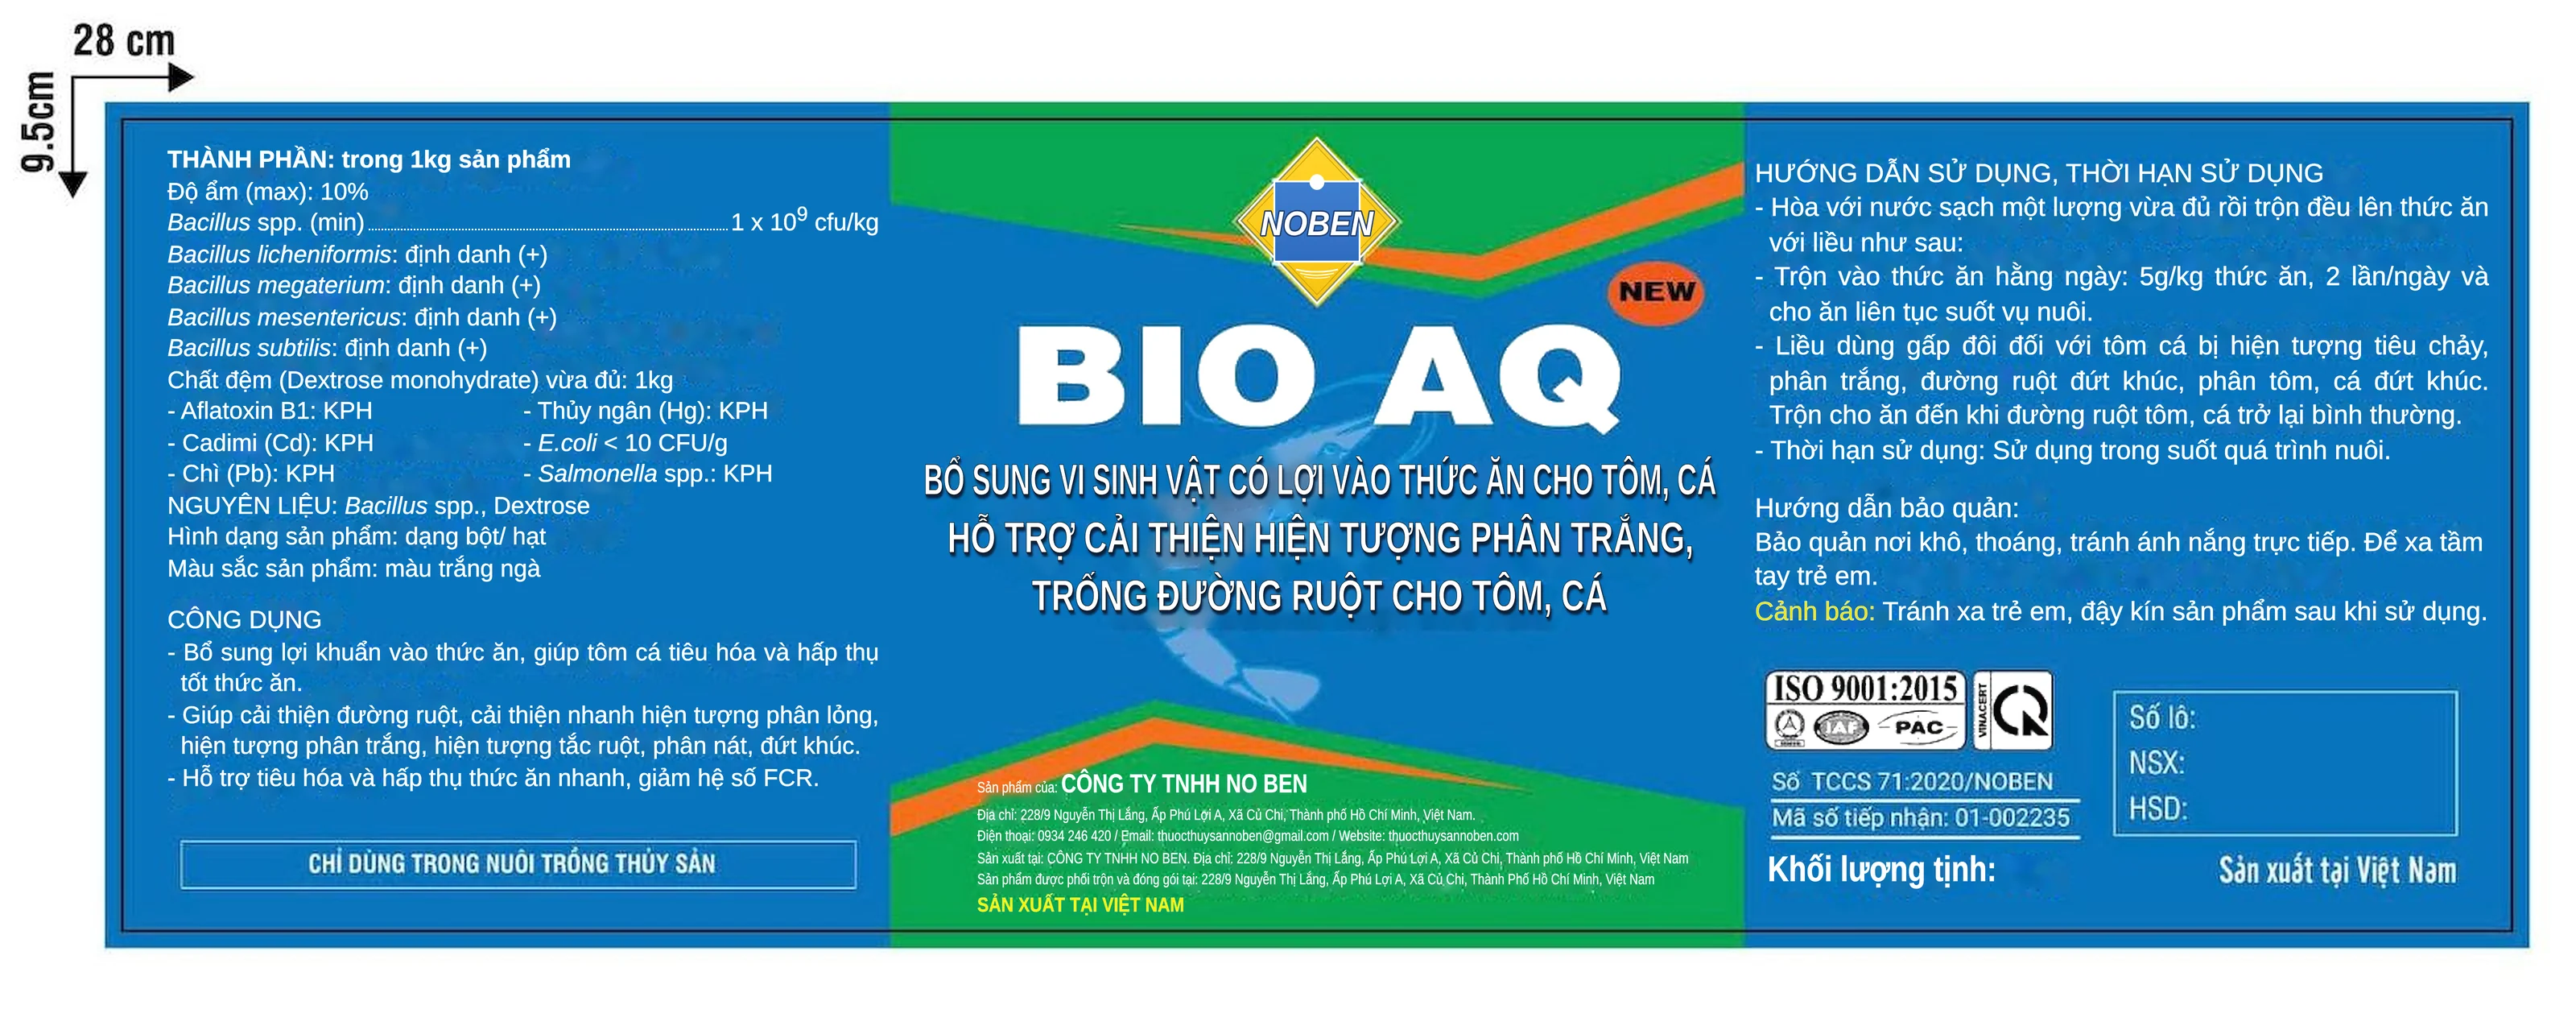 28 cm
9.5cm
THÀNH PHẦN: trong 1kg sản phẩm
Độ ẩm (max): 10%
Bacillus spp. (min) 1 x 10⁹ cfu/kg
Bacillus licheniformis: định danh (+)
Bacillus megaterium: định danh (+)
Bacillus mesentericus: định danh (+)
Bacillus subtilis: định danh (+)
Chất đệm (Dextrose monohydrate) vừa đủ: 1kg
- Aflatoxin B1: KPH - Thủy ngân (Hg): KPH
- Cadimi (Cd): KPH - E.coli < 10 CFU/g
- Chì (Pb): KPH - Salmonella spp.: KPH
NGUYÊN LIỆU: Bacillus spp., Dextrose
Hình dạng sản phẩm: dạng bột/ hạt
Màu sắc sản phẩm: màu trắng ngà
CÔNG DỤNG
- Bổ sung lợi khuẩn vào thức ăn, giúp tôm cá tiêu hóa và hấp thụ
tốt thức ăn.
- Giúp cải thiện đường ruột, cải thiện nhanh hiện tượng phân lỏng,
hiện tượng phân trắng, hiện tượng tắc ruột, phân nát, đứt khúc.
- Hỗ trợ tiêu hóa và hấp thụ thức ăn nhanh, giảm hệ số FCR.
CHỈ DÙNG TRONG NUÔI TRỒNG THỦY SẢN
NOBEN
NEW
BIO AQ
BỔ SUNG VI SINH VẬT CÓ LỢI VÀO THỨC ĂN CHO TÔM, CÁ
HỖ TRỢ CẢI THIỆN HIỆN TƯỢNG PHÂN TRẮNG,
TRỐNG ĐƯỜNG RUỘT CHO TÔM, CÁ
Sản phẩm của: CÔNG TY TNHH NO BEN
Địa chỉ: 228/9 Nguyễn Thị Lắng, Ấp Phú Lợi A, Xã Củ Chi, Thành phố Hồ Chí Minh, Việt Nam.
Điện thoại: 0934 246 420 / Email: thuocthuysannoben@gmail.com / Website: thuocthuysannoben.com
Sản xuất tại: CÔNG TY TNHH NO BEN. Địa chỉ: 228/9 Nguyễn Thị Lắng, Ấp Phú Lợi A, Xã Củ Chi, Thành phố Hồ Chí Minh, Việt Nam
Sản phẩm được phối trộn và đóng gói tại: 228/9 Nguyễn Thị Lắng, Ấp Phú Lợi A, Xã Củ Chi, Thành Phố Hồ Chí Minh, Việt Nam
SẢN XUẤT TẠI VIỆT NAM
HƯỚNG DẪN SỬ DỤNG, THỜI HẠN SỬ DỤNG
- Hòa với nước sạch một lượng vừa đủ rồi trộn đều lên thức ăn
với liều như sau:
- Trộn vào thức ăn hằng ngày: 5g/kg thức ăn, 2 lần/ngày và
cho ăn liên tục suốt vụ nuôi.
- Liều dùng gấp đôi đối với tôm cá bị hiện tượng tiêu chảy,
phân trắng, đường ruột đứt khúc, phân tôm, cá đứt khúc.
Trộn cho ăn đến khi đường ruột tôm, cá trở lại bình thường.
- Thời hạn sử dụng: Sử dụng trong suốt quá trình nuôi.
Hướng dẫn bảo quản:
Bảo quản nơi khô, thoáng, tránh ánh nắng trực tiếp. Để xa tầm
tay trẻ em.
Cảnh báo: Tránh xa trẻ em, đậy kín sản phẩm sau khi sử dụng.
ISO 9001:2015
IAF
PAC
VINACERT
Số TCCS 71:2020/NOBEN
Mã số tiếp nhận: 01-002235
Số lô:
NSX:
HSD:
Khối lượng tịnh:
Sản xuất tại Việt Nam